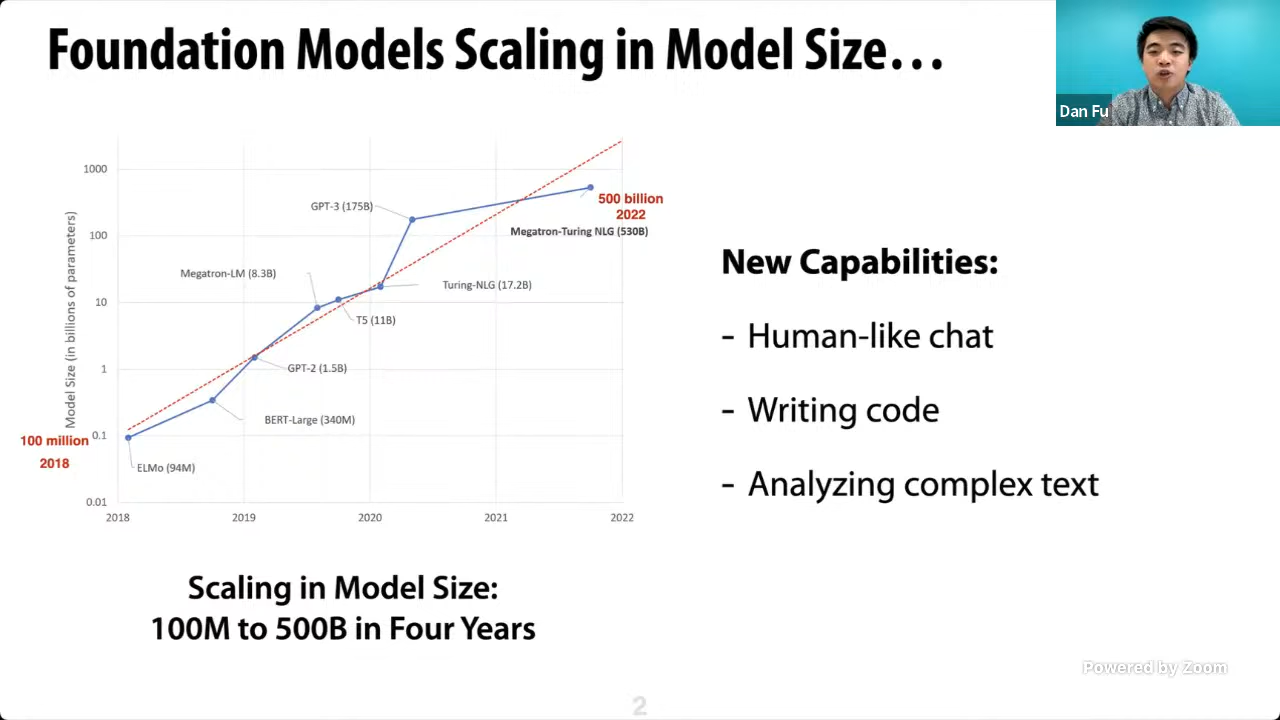 Foundation Models Scaling in Model Size…
Dan Fu
Model Size (in billions of parameters)
1000
100
10
1
0.1
0.01
2018
2019
2020
2021
2022
100 million
2018
ELMo (94M)
BERT-Large (340M)
GPT-2 (1.5B)
Megatron-LM (8.3B)
T5 (11B)
Turing-NLG (17.2B)
GPT-3 (175B)
500 billion
2022
Megatron-Turing NLG (530B)
Scaling in Model Size:
100M to 500B in Four Years
New Capabilities:
- Human-like chat
- Writing code
- Analyzing complex text
Powered by Zoom
2